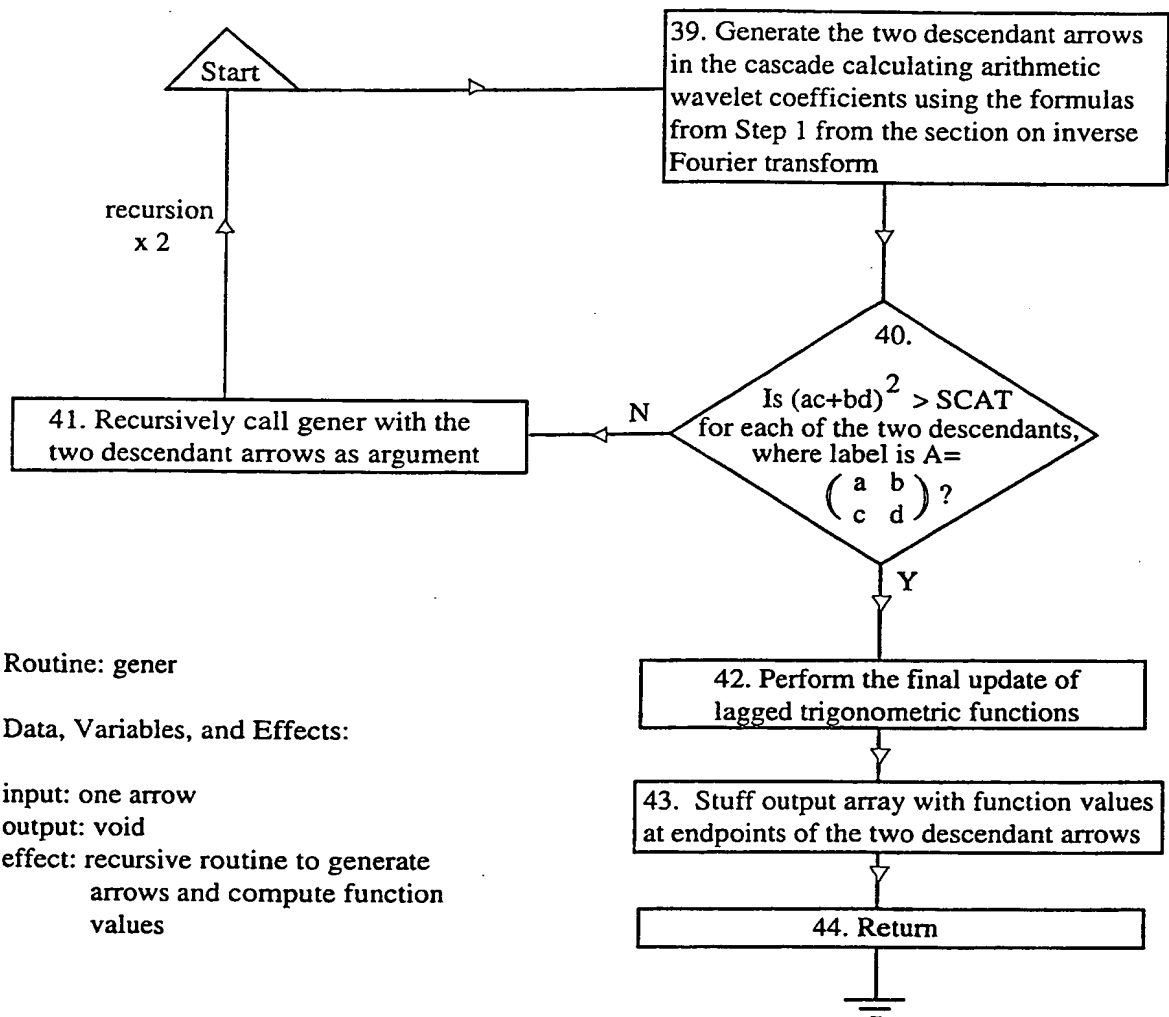 Start
39. Generate the two descendant arrows
in the cascade calculating arithmetic
wavelet coefficients using the formulas
from Step 1 from the section on inverse
Fourier transform
recursion
x 2
40.
Is (ac+bd)² > SCAT
for each of the two descendants,
where label is A=
( a b
c d ) ?
N
41. Recursively call gener with the
two descendant arrows as argument
Y
Routine: gener
Data, Variables, and Effects:
input: one arrow
output: void
effect: recursive routine to generate
arrows and compute function
values
42. Perform the final update of
lagged trigonometric functions
43. Stuff output array with function values
at endpoints of the two descendant arrows
44. Return